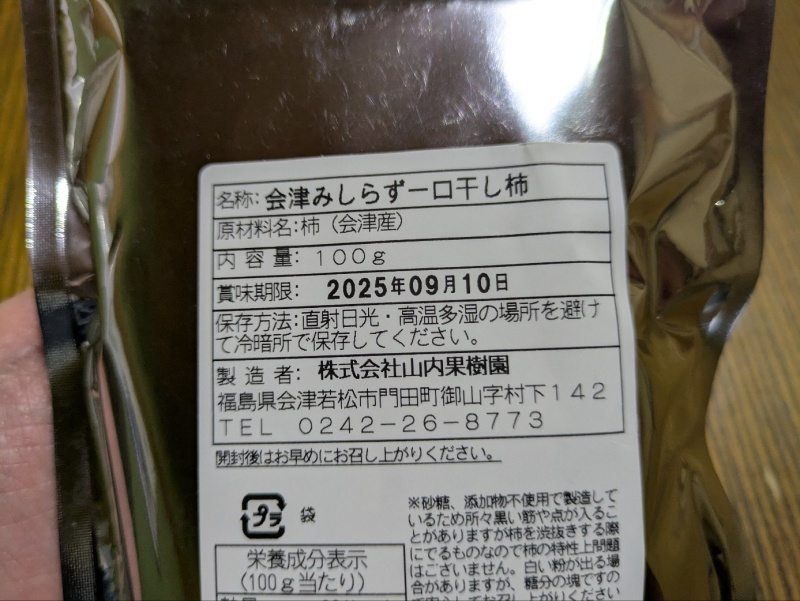 名称: 会津みしらず一口干し柿
原材料名:柿（会津産）
内容量: 100g
賞味期限: 2025年09月10日
保存方法:直射日光・高温多湿の場所を避け
て冷暗所で保存してください。
製造者: 株式会社山内果樹園
福島県会津若松市門田町御山字村下142
TEL 0242-26-8773
開封後はお早めにお召し上がりください。
プラ 袋
栄養成分表示
(100g当たり)
※砂糖、添加物不使用で製造して
いるため所々黒い筋や点が入るこ
とがありますが柿を渋抜きする際
にでるものなので柿の特性上問題
はございません。白い粉が出る場
合がありますが、糖分の塊ですの